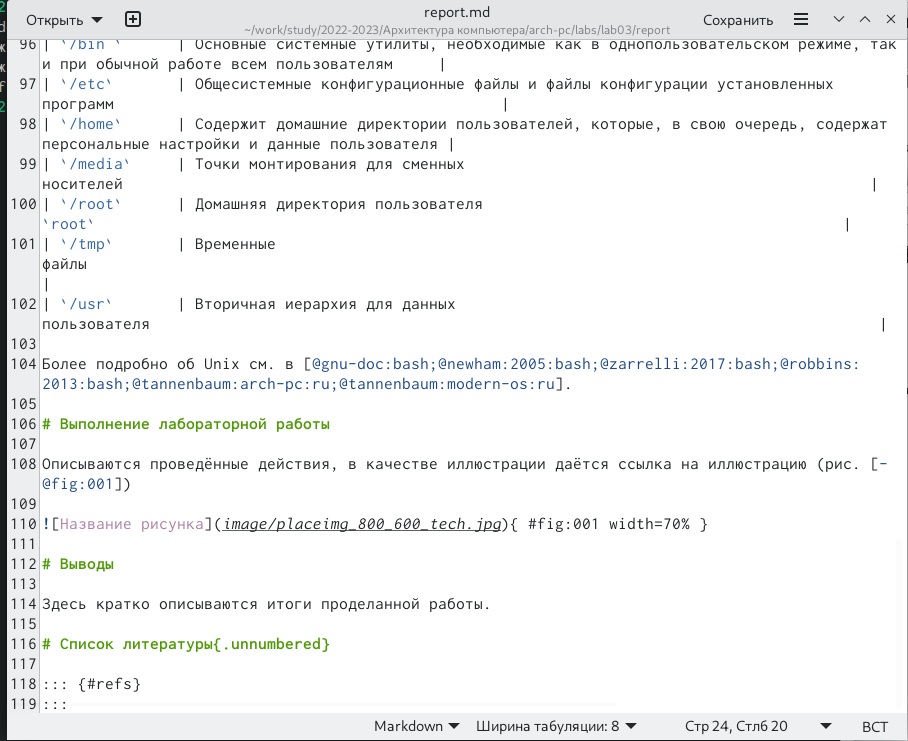 Открыть
report.md
~/work/study/2022-2023/Архитектура компьютера/arch-pc/labs/lab03/report
Сохранить
96 | `/bin ` | Основные системные утилиты, необходимые как в однопользовательском режиме, так
и при обычной работе всем пользователям |
97 | `/etc` | Общесистемные конфигурационные файлы и файлы конфигурации установленных
программ |
98 | `/home` | Содержит домашние директории пользователей, которые, в свою очередь, содержат
персональные настройки и данные пользователя |
99 | `/media` | Точки монтирования для сменных
носителей |
100 | `/root` | Домашняя директория пользователя
`root` |
101 | `/tmp` | Временные
файлы
|
102 | `/usr` | Вторичная иерархия для данных
пользователя |
103
104 Более подробно об Unix см. в [@gnu-doc:bash;@newham:2005:bash;@zarrelli:2017:bash;@robbins:
2013:bash;@tannenbaum:arch-pc:ru;@tannenbaum:modern-os:ru].
105
106 # Выполнение лабораторной работы
107
108 Описываются проведённые действия, в качестве иллюстрации даётся ссылка на иллюстрацию (рис. [-
@fig:001])
109
110 ![Название рисунка](image/placeimg_800_600_tech.jpg){ #fig:001 width=70% }
111
112 # Выводы
113
114 Здесь кратко описываются итоги проделанной работы.
115
116 # Список литературы{.unnumbered}
117
118 ::: {#refs}
119 :::
Markdown Ширина табуляции: 8 Стр 24, Стлб 20 ВСТ